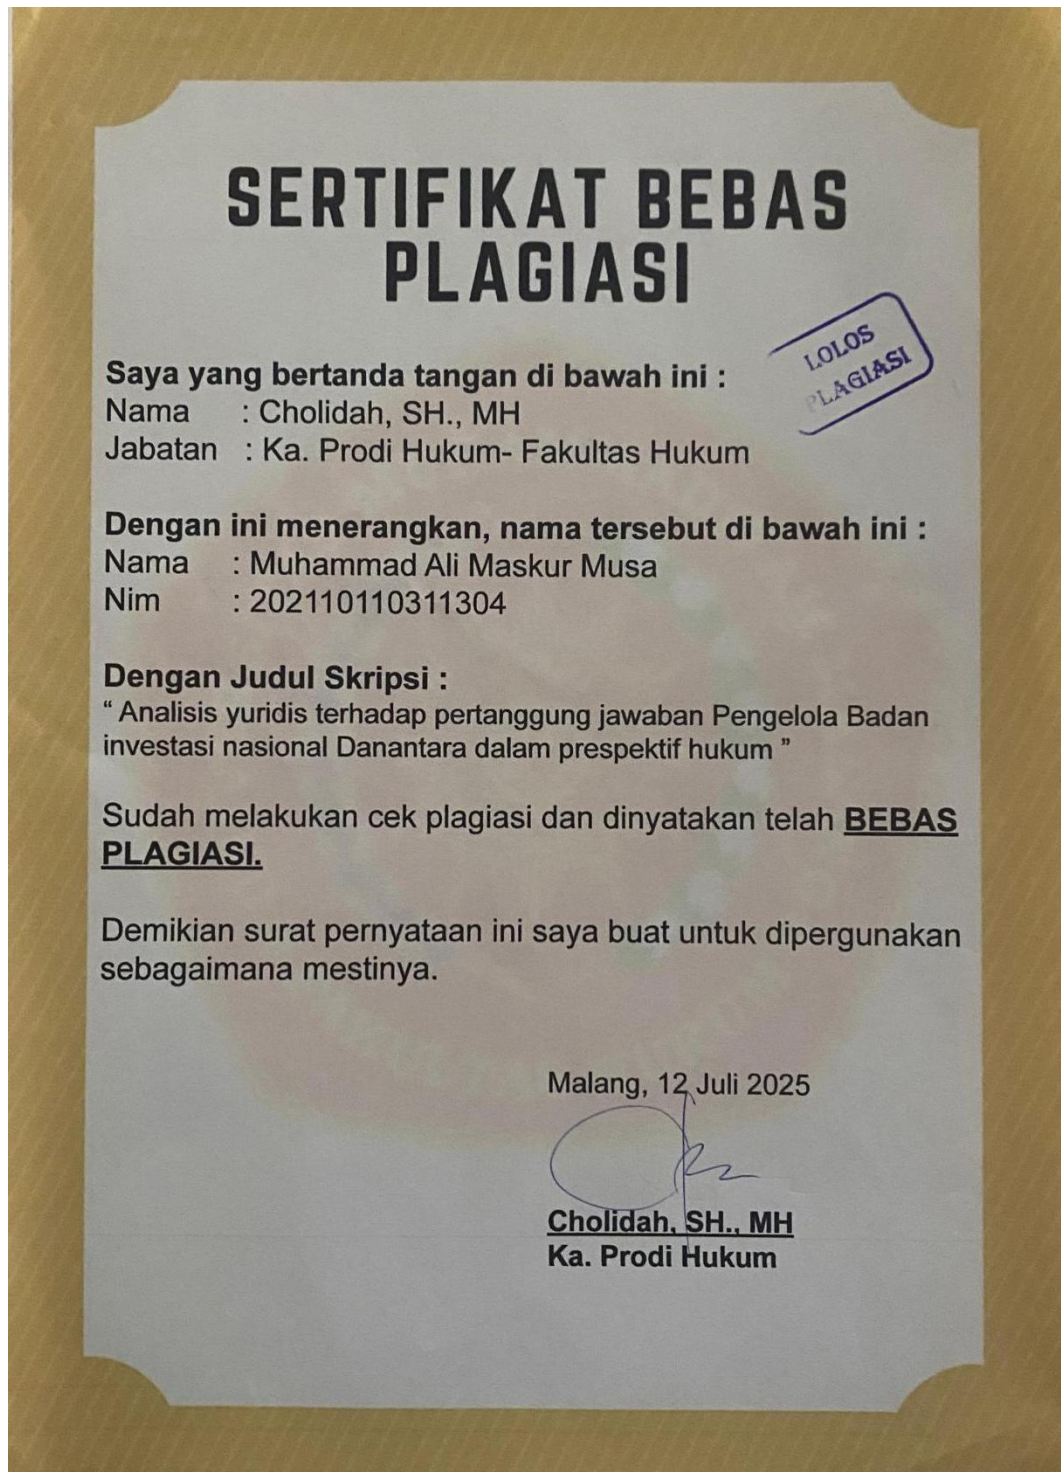 SERTIFIKAT BEBAS
PLAGIASI
LOLOS
PLAGIASI
Saya yang bertanda tangan di bawah ini :
Nama : Cholidah, SH., MH
Jabatan : Ka. Prodi Hukum- Fakultas Hukum
Dengan ini menerangkan, nama tersebut di bawah ini :
Nama : Muhammad Ali Maskur Musa
Nim : 202110110311304
Dengan Judul Skripsi :
“ Analisis yuridis terhadap pertanggung jawaban Pengelola Badan
investasi nasional Danantara dalam prespektif hukum ”
Sudah melakukan cek plagiasi dan dinyatakan telah BEBAS
PLAGIASI.
Demikian surat pernyataan ini saya buat untuk dipergunakan
sebagaimana mestinya.
Malang, 12 Juli 2025
Cholidah, SH., MH
Ka. Prodi Hukum